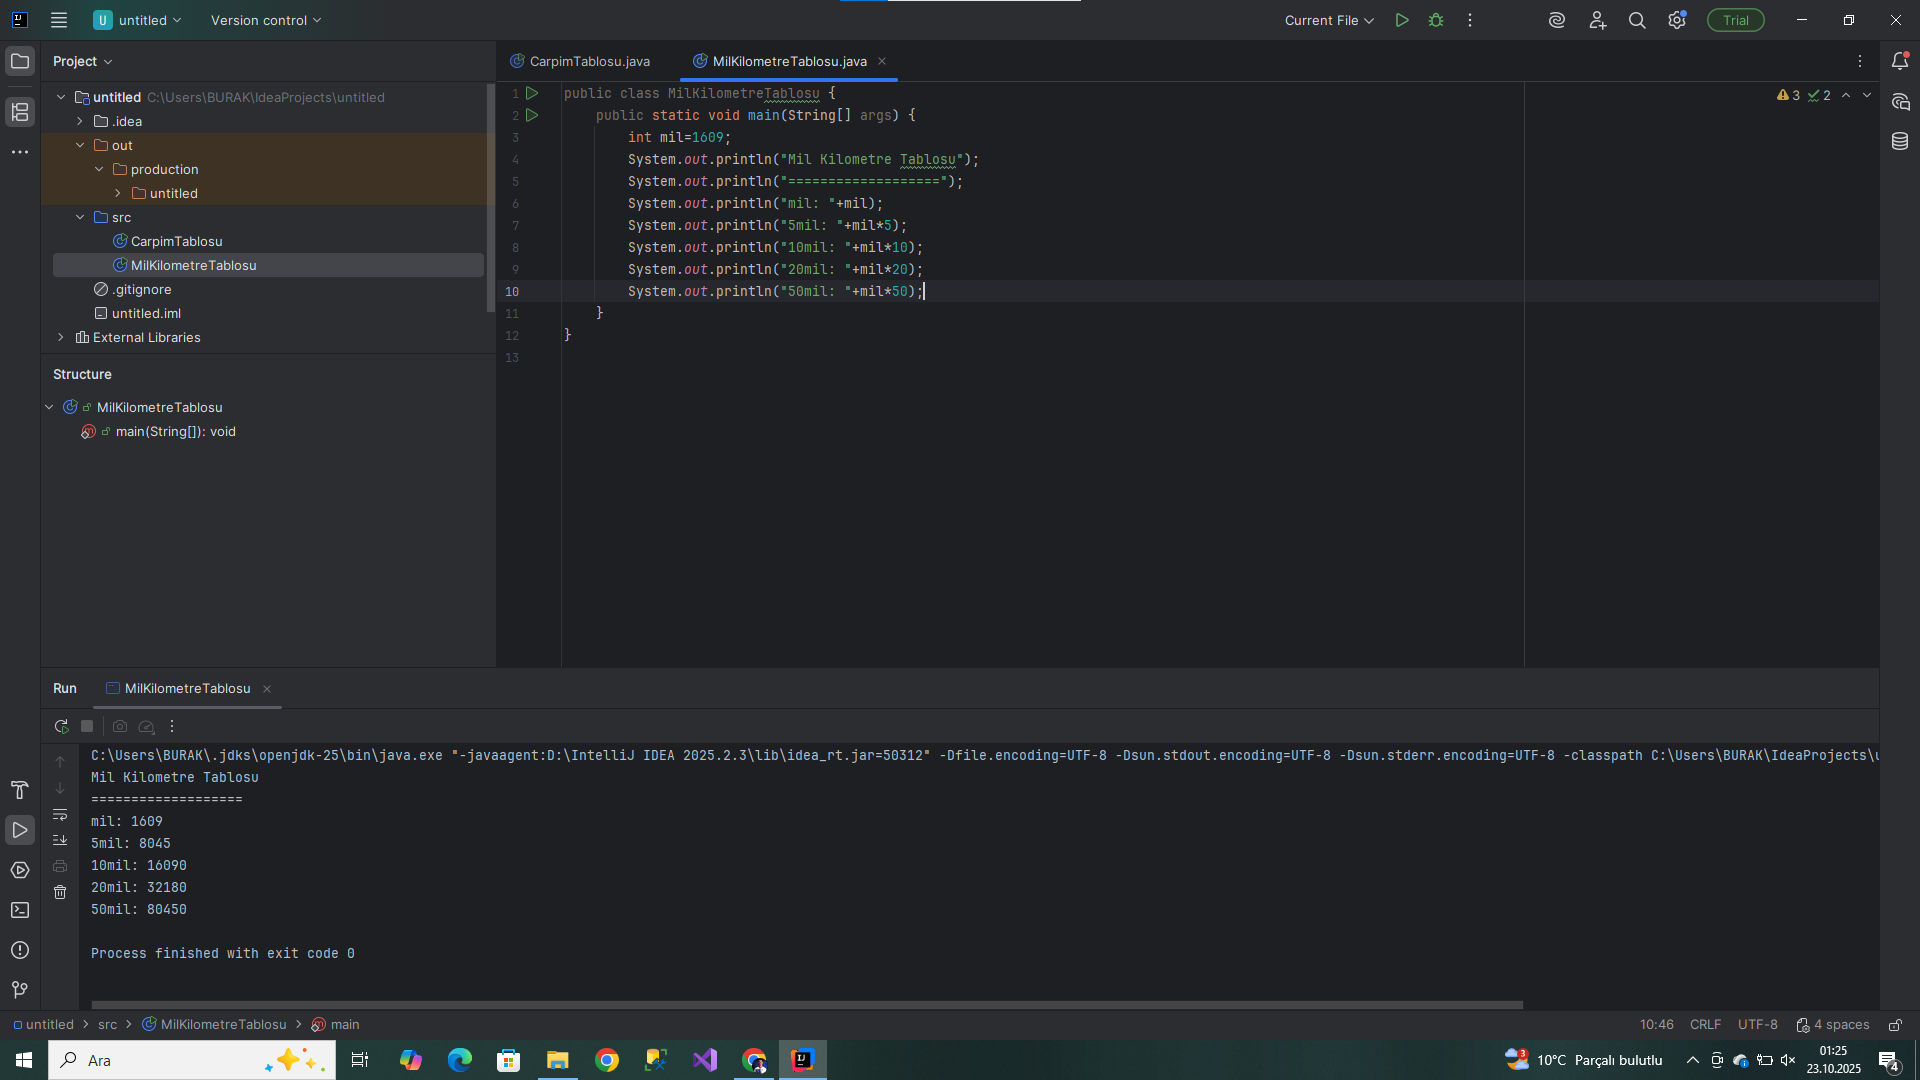 U untitled Version control Current File Trial
Project
CarpimTablosu.java MilKilometreTablosu.java
untitled C:\Users\BURAK\IdeaProjects\untitled
.idea
out
production
untitled
src
CarpimTablosu
MilKilometreTablosu
.gitignore
untitled.iml
External Libraries
3 2
1 public class MilKilometreTablosu {
2 public static void main(String[] args) {
3 int mil=1609;
4 System.out.println("Mil Kilometre Tablosu");
5 System.out.println("===================");
6 System.out.println("mil: "+mil);
7 System.out.println("5mil: "+mil*5);
8 System.out.println("10mil: "+mil*10);
9 System.out.println("20mil: "+mil*20);
10 System.out.println("50mil: "+mil*50);
11 }
12 }
13
Structure
MilKilometreTablosu
main(String[]): void
Run MilKilometreTablosu
C:\Users\BURAK\.jdks\openjdk-25\bin\java.exe "-javaagent:D:\IntelliJ IDEA 2025.2.3\lib\idea_rt.jar=50312" -Dfile.encoding=UTF-8 -Dsun.stdout.encoding=UTF-8 -Dsun.stderr.encoding=UTF-8 -classpath C:\Users\BURAK\IdeaProjects\
Mil Kilometre Tablosu
===================
mil: 1609
5mil: 8045
10mil: 16090
20mil: 32180
50mil: 80450
Process finished with exit code 0
untitled > src > MilKilometreTablosu > main 10:46 CRLF UTF-8 4 spaces
Ara 3 10°C Parçalı bulutlu 01:25
23.10.2025 4